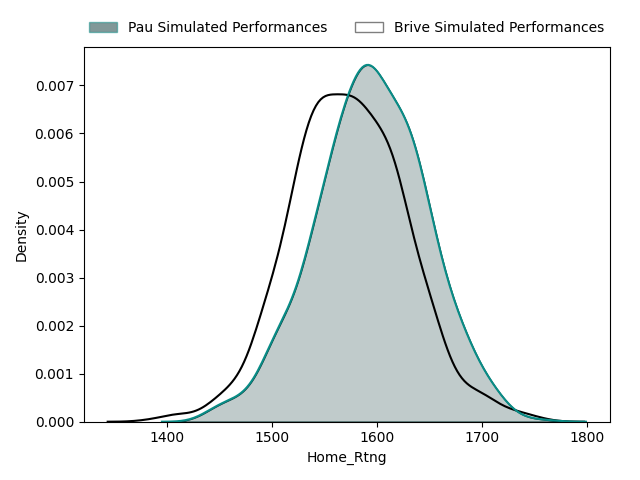 Pau Simulated Performances
Brive Simulated Performances
Density
0.007
0.006
0.005
0.004
0.003
0.002
0.001
0.000
1400 1500 1600 1700 1800
Home_Rtng